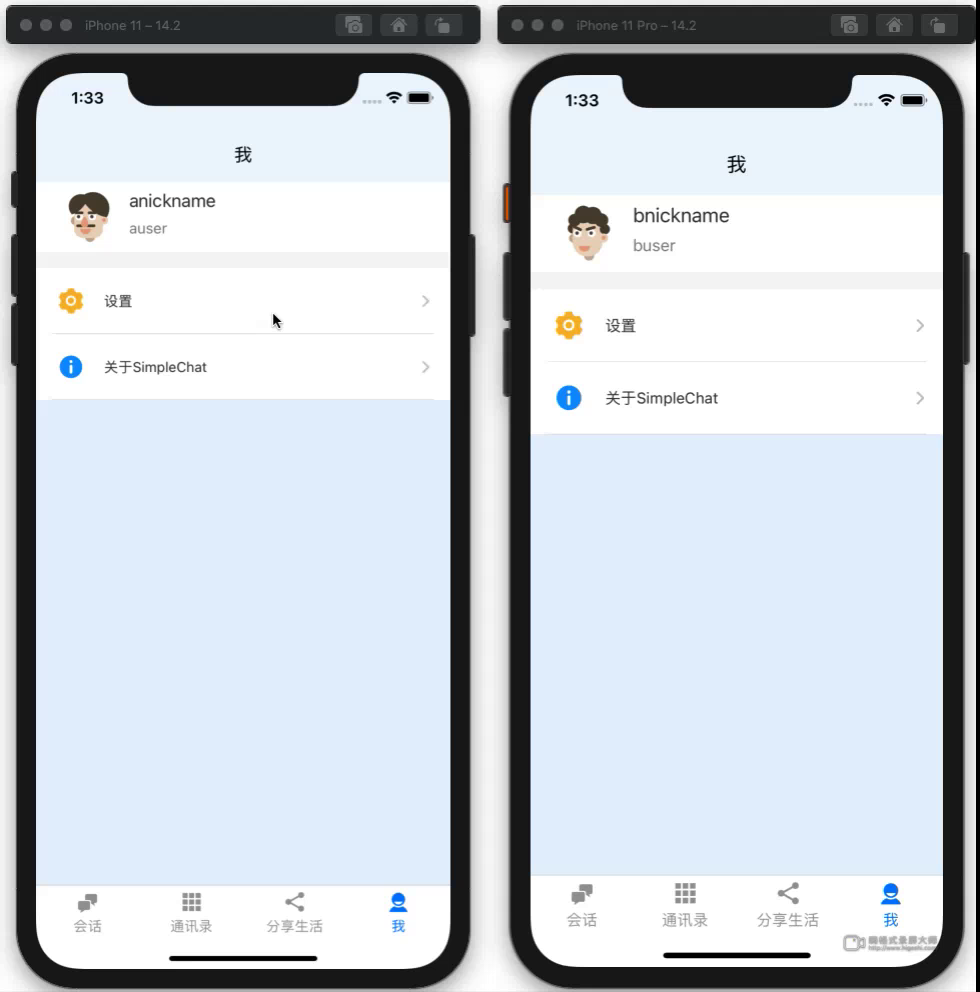 iPhone 11 – 14.2
1:33
我
anickname
auser
设置
关于SimpleChat
会话
通讯录
分享生活
我
iPhone 11 Pro – 14.2
1:33
我
bnickname
buser
设置
关于SimpleChat
会话
通讯录
分享生活
我